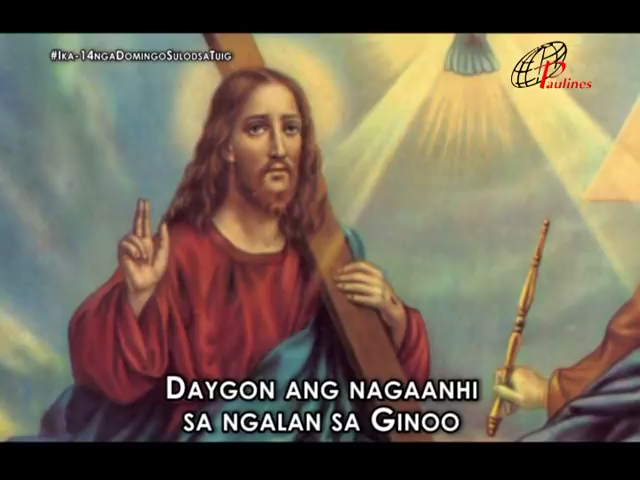 #Ika-14ngaDomingoSulodsaTuig
Paulines
Daygon ang nagaanhi
sa ngalan sa Ginoo